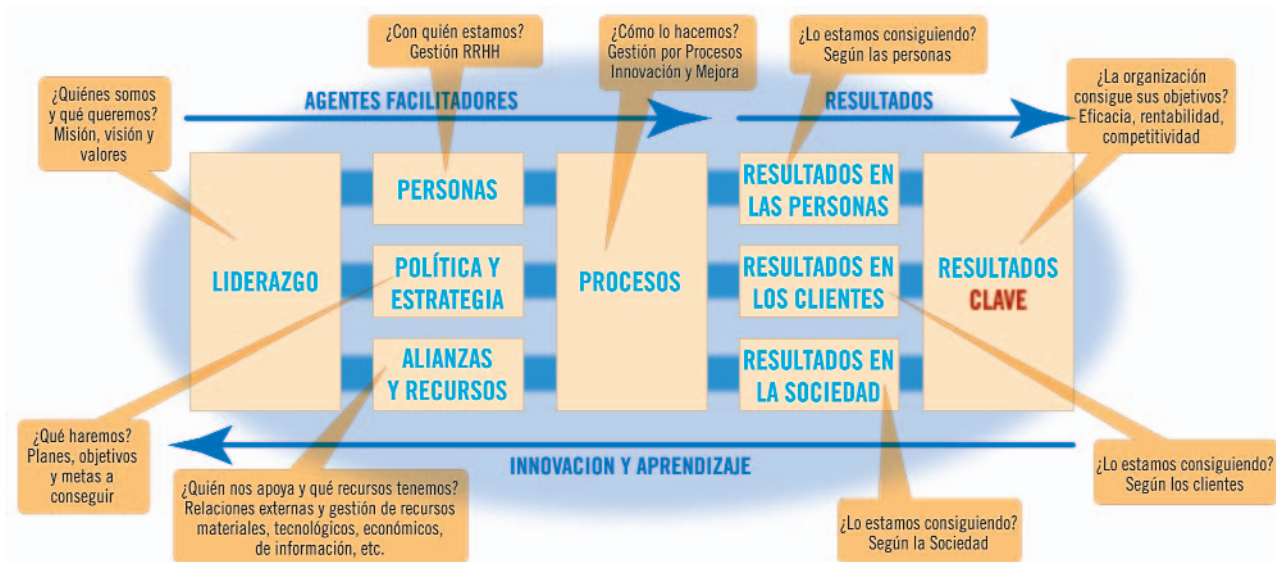 ¿Con quién estamos?
Gestión RRHH
¿Cómo lo hacemos?
Gestión por Procesos
Innovación y Mejora
¿Lo estamos consiguiendo?
Según las personas
¿Quiénes somos
y qué queremos?
Misión, visión y
valores
¿La organización
consigue sus objetivos?
Eficacia, rentabilidad,
competitividad
AGENTES FACILITADORES
RESULTADOS
LIDERAZGO
PERSONAS
POLÍTICA Y
ESTRATEGIA
ALIANZAS
Y RECURSOS
PROCESOS
RESULTADOS EN
LAS PERSONAS
RESULTADOS EN
LOS CLIENTES
RESULTADOS EN
LA SOCIEDAD
RESULTADOS
CLAVE
INNOVACION Y APRENDIZAJE
¿Qué haremos?
Planes, objetivos
y metas a
conseguir
¿Quién nos apoya y qué recursos tenemos?
Relaciones externas y gestión de recursos
materiales, tecnológicos, económicos,
de información, etc.
¿Lo estamos consiguiendo?
Según la Sociedad
¿Lo estamos consiguiendo?
Según los clientes